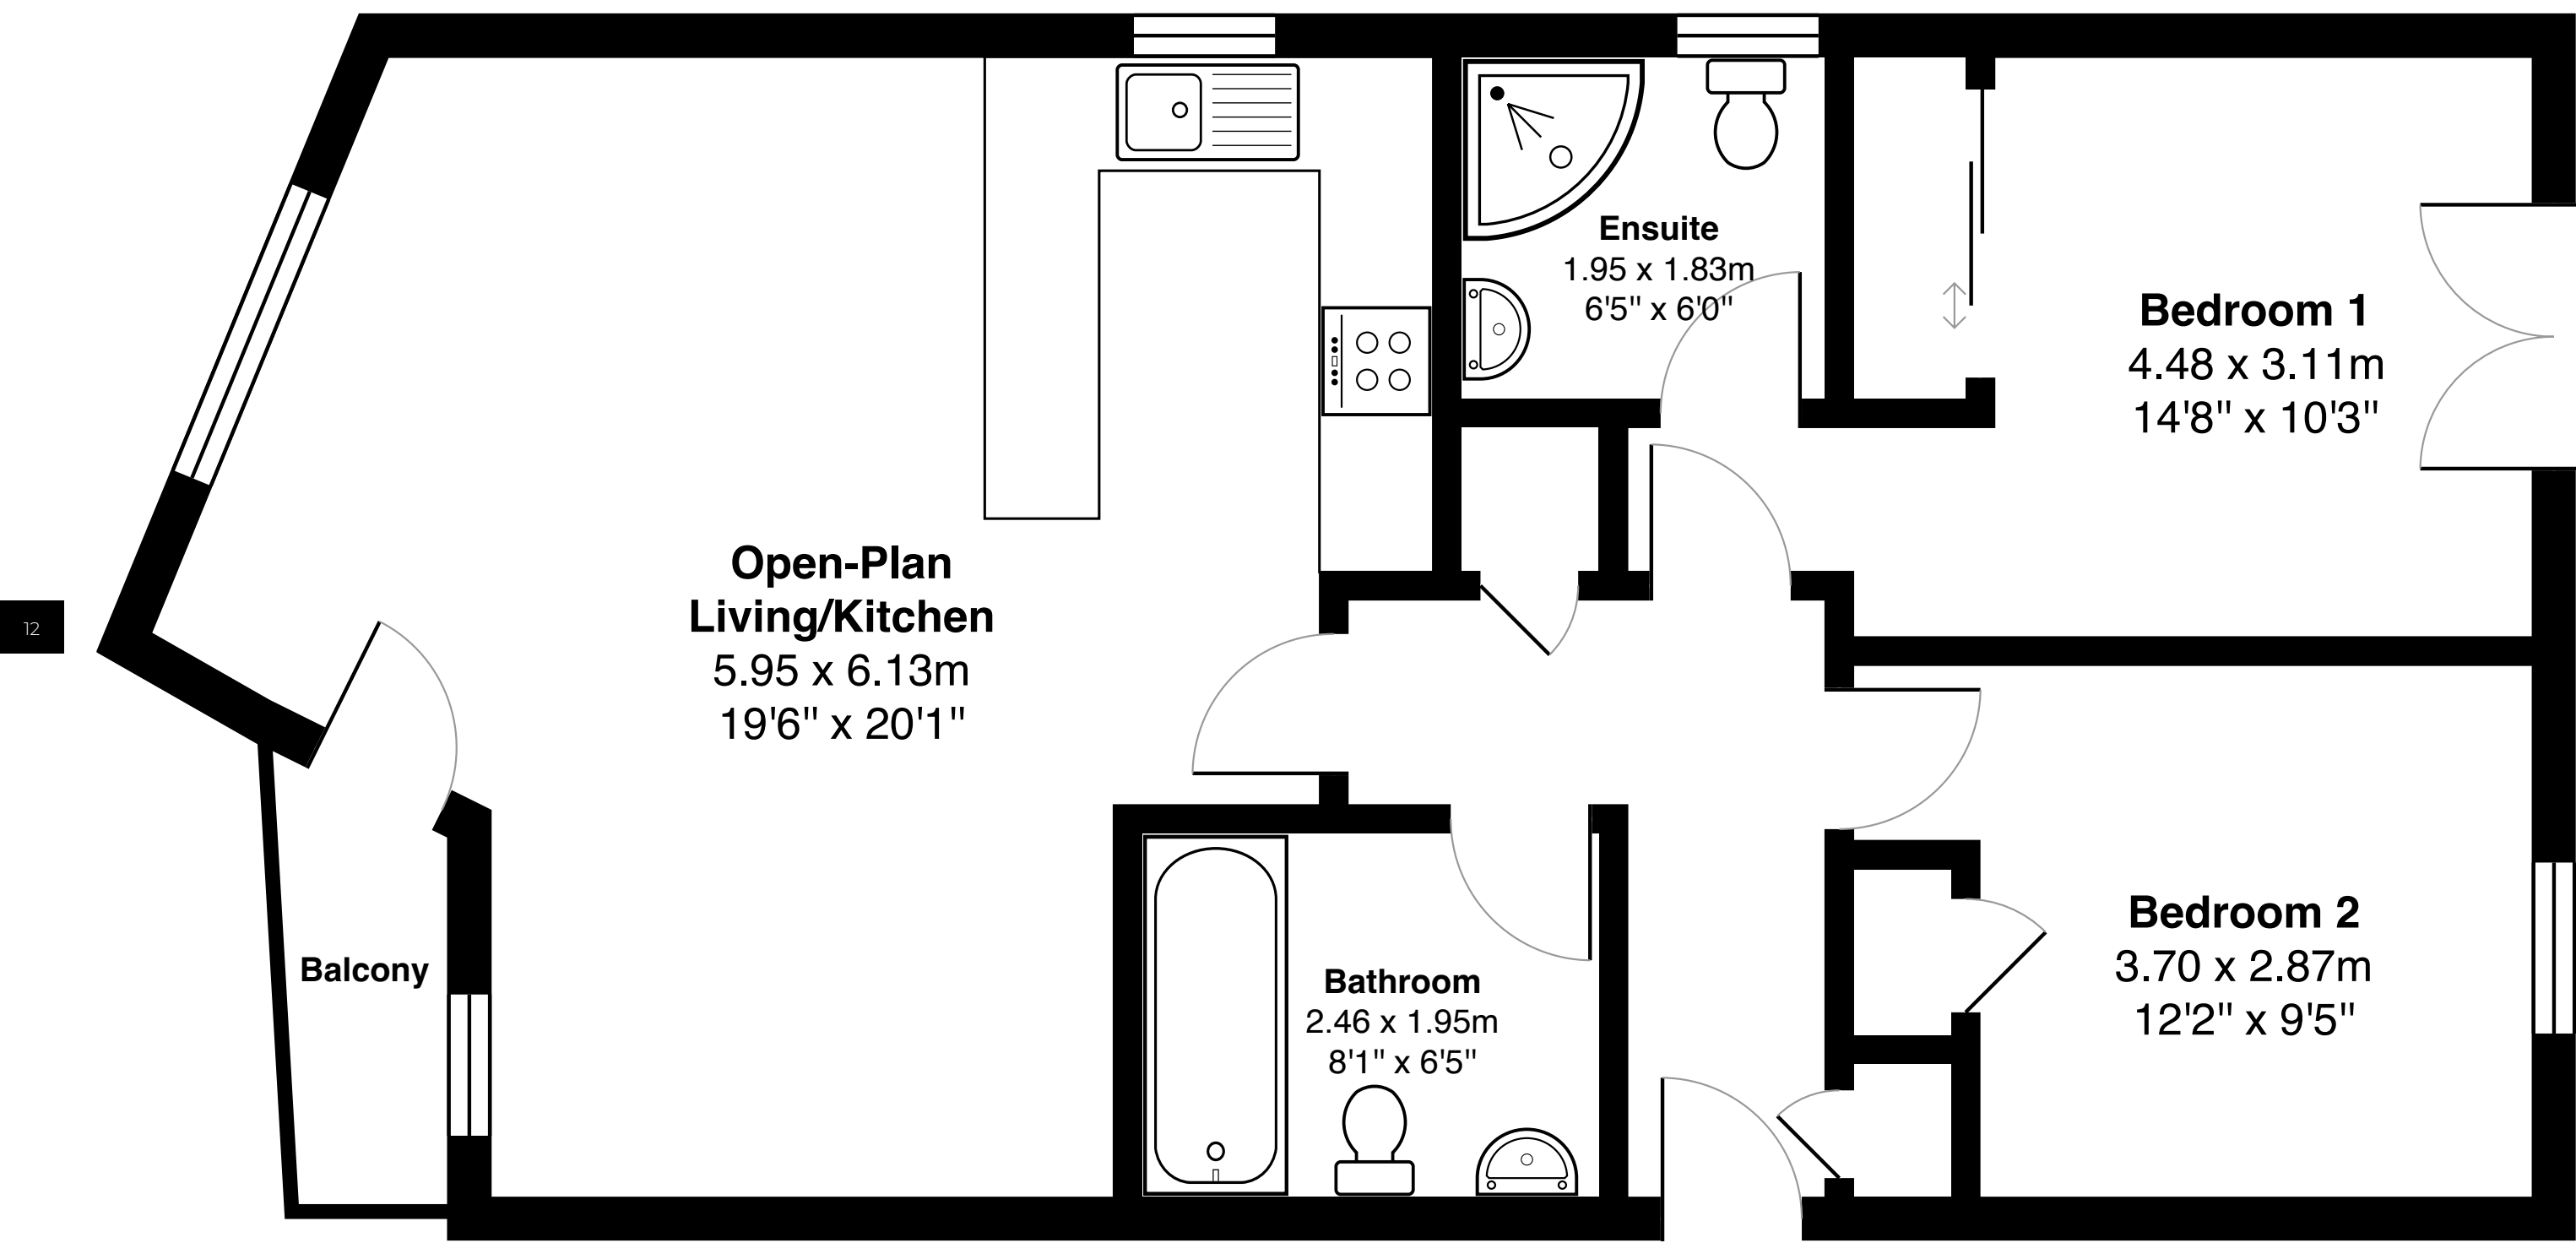 Ensuite
1.95 x 1.83m
6'5" x 6'0"
Bedroom 1
4.48 x 3.11m
14'8" x 10'3"
Open-Plan
Living/Kitchen
5.95 x 6.13m
19'6" x 20'1"
12
Balcony
Bathroom
2.46 x 1.95m
8'1" x 6'5"
Bedroom 2
3.70 x 2.87m
12'2" x 9'5"